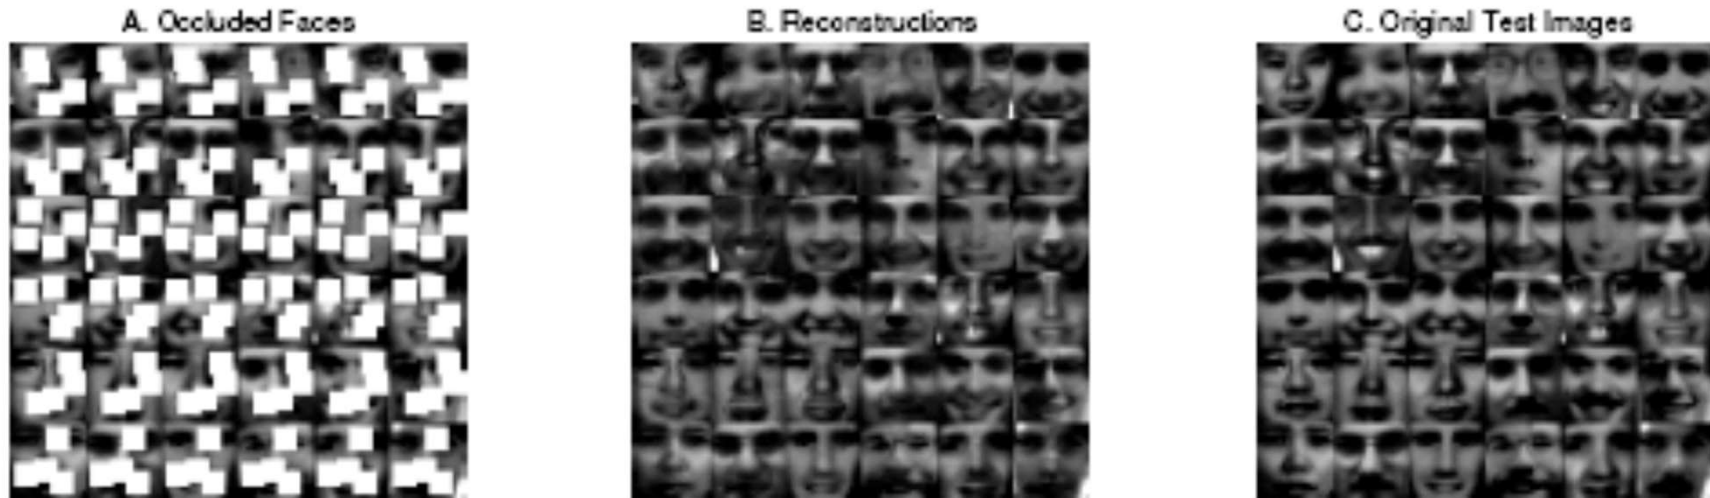 A. Occluded Faces
B. Reconstructions
C. Original Test Images